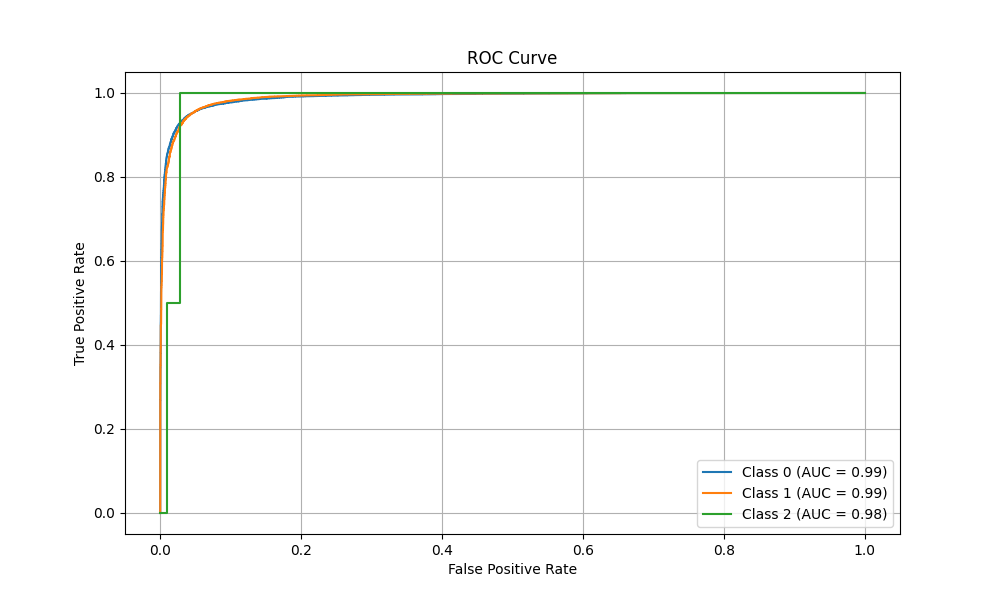 ROC Curve
1.0
0.8
0.6
0.4
0.2
0.0
True Positive Rate
0.0 0.2 0.4 0.6 0.8 1.0
False Positive Rate
Class 0 (AUC = 0.99)
Class 1 (AUC = 0.99)
Class 2 (AUC = 0.98)